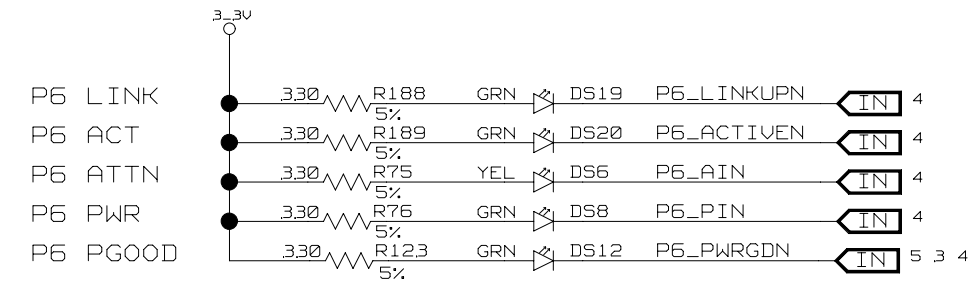 3_3V
P6 LINK 330 R188 5% GRN DS19 P6_LINKUPN IN 4
P6 ACT 330 R189 5% GRN DS20 P6_ACTIVEN IN 4
P6 ATTN 330 R75 5% YEL DS6 P6_AIN IN 4
P6 PWR 330 R76 5% GRN DS8 P6_PIN IN 4
P6 PGOOD 330 R123 5% GRN DS12 P6_PWRGDN IN 5 3 4